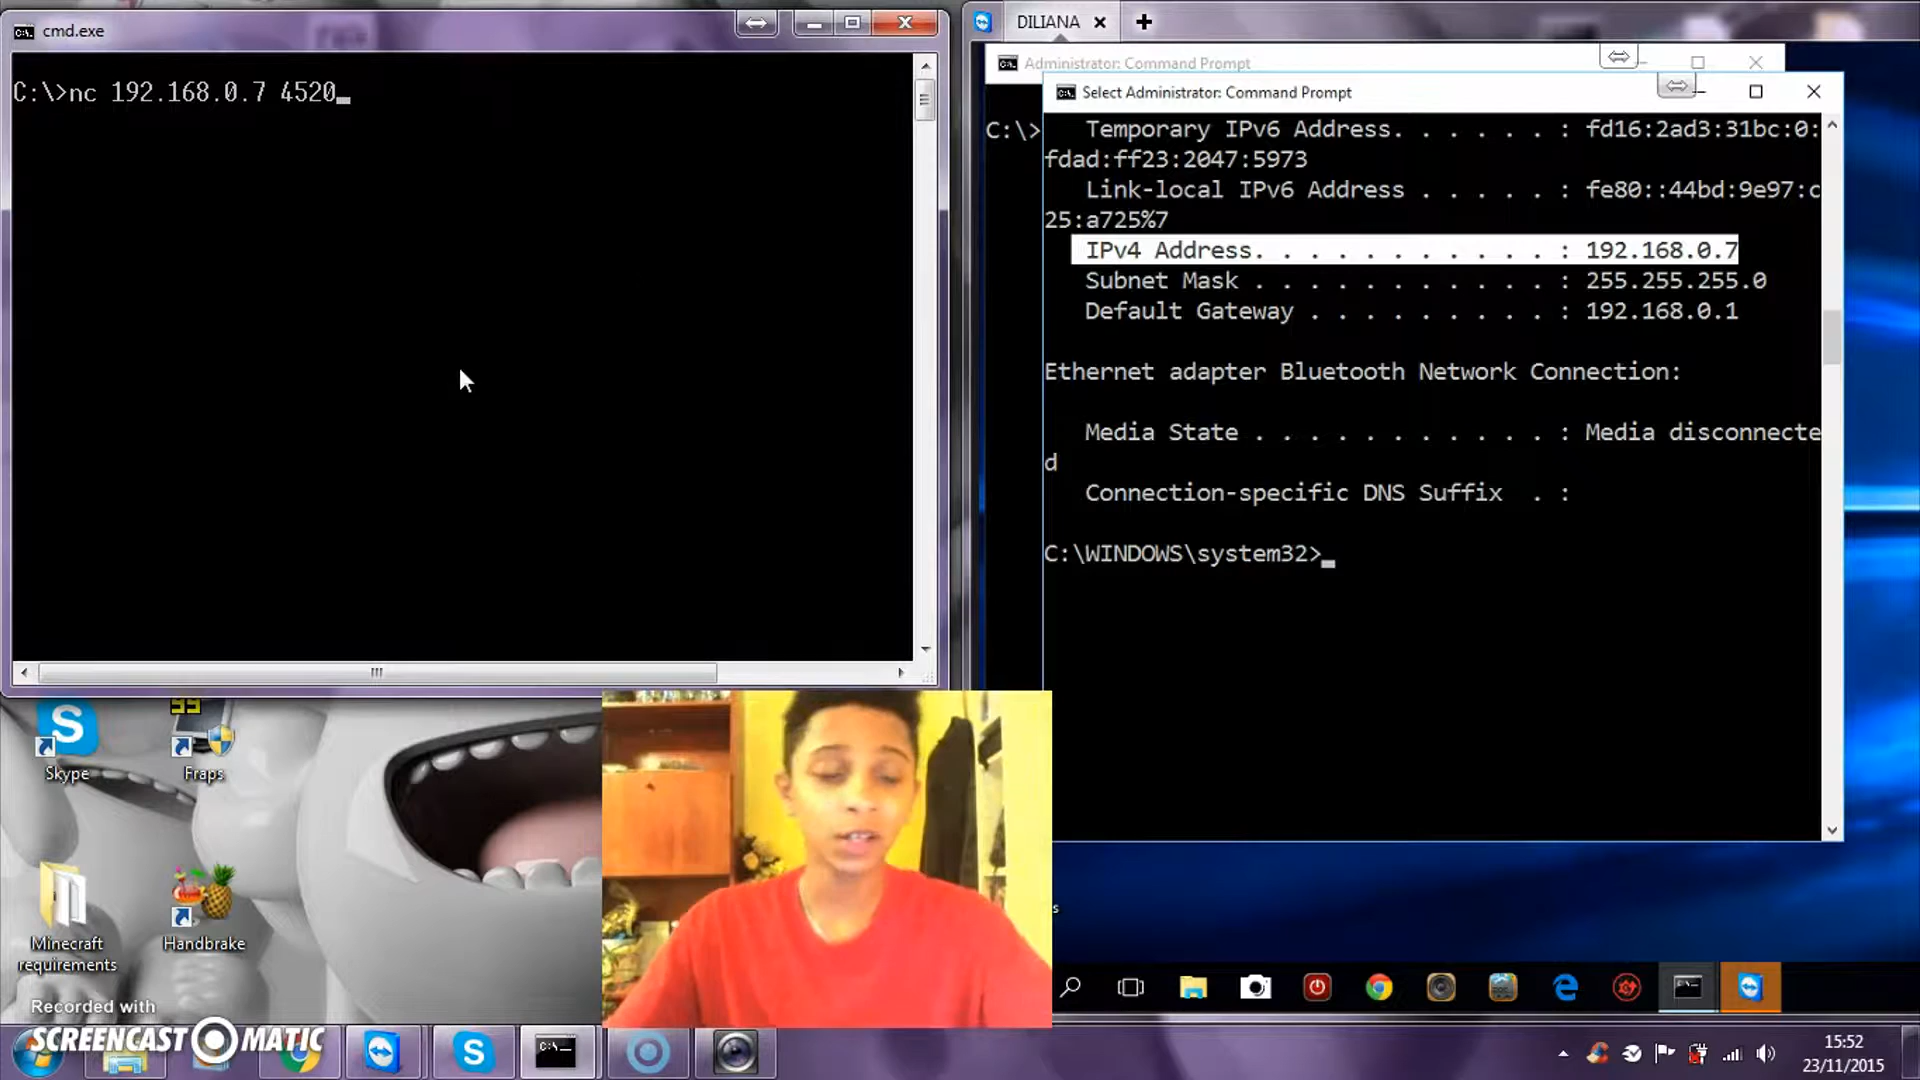 cmd.exe
C:\>nc 192.168.0.7 4520_
DILIANA
Administrator: Command Prompt
Select Administrator: Command Prompt
C:\>
Temporary IPv6 Address. . . . . . : fd16:2ad3:31bc:0:
fdad:ff23:2047:5973
Link-local IPv6 Address . . . . . : fe80::44bd:9e97:c
25:a725%7
IPv4 Address. . . . . . . . . . . : 192.168.0.7
Subnet Mask . . . . . . . . . . . : 255.255.255.0
Default Gateway . . . . . . . . . : 192.168.0.1
Ethernet adapter Bluetooth Network Connection:
Media State . . . . . . . . . . . : Media disconnecte
d
Connection-specific DNS Suffix  . :
C:\WINDOWS\system32>_
99
Skype
Fraps
Minecraft
requirements
Handbrake
Recorded with
SCREENCAST MATIC
s
15:52
23/11/2015